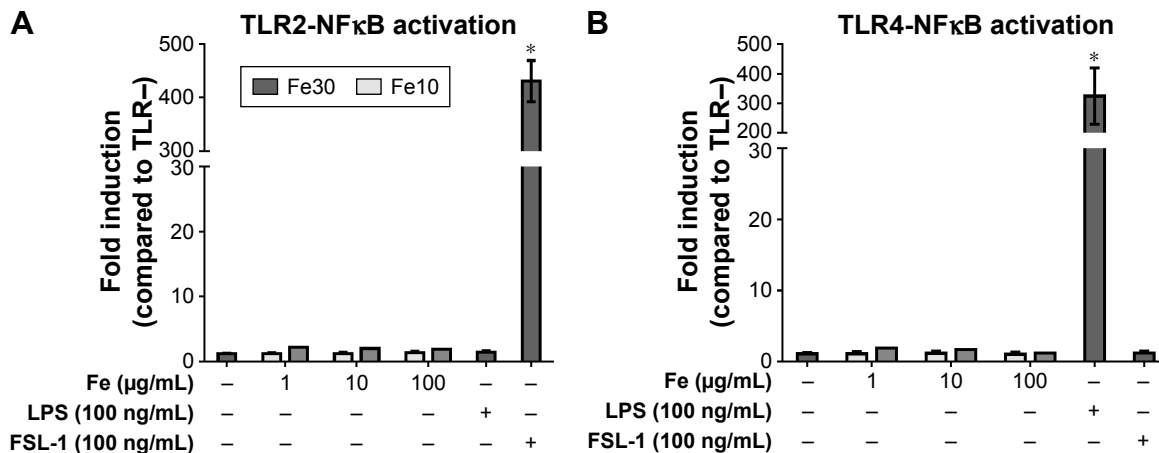 A
TLR2-NFκB activation
Fold induction
(compared to TLR–)
500
400
300
30
20
10
0
*
Fe30 Fe10
Fe (µg/mL) – 1 10 100 – –
LPS (100 ng/mL) – – – – + –
FSL-1 (100 ng/mL) – – – – – +
B
TLR4-NFκB activation
Fold induction
(compared to TLR–)
500
400
300
200
30
20
10
0
*
Fe (µg/mL) – 1 10 100 – –
LPS (100 ng/mL) – – – – + –
FSL-1 (100 ng/mL) – – – – – +